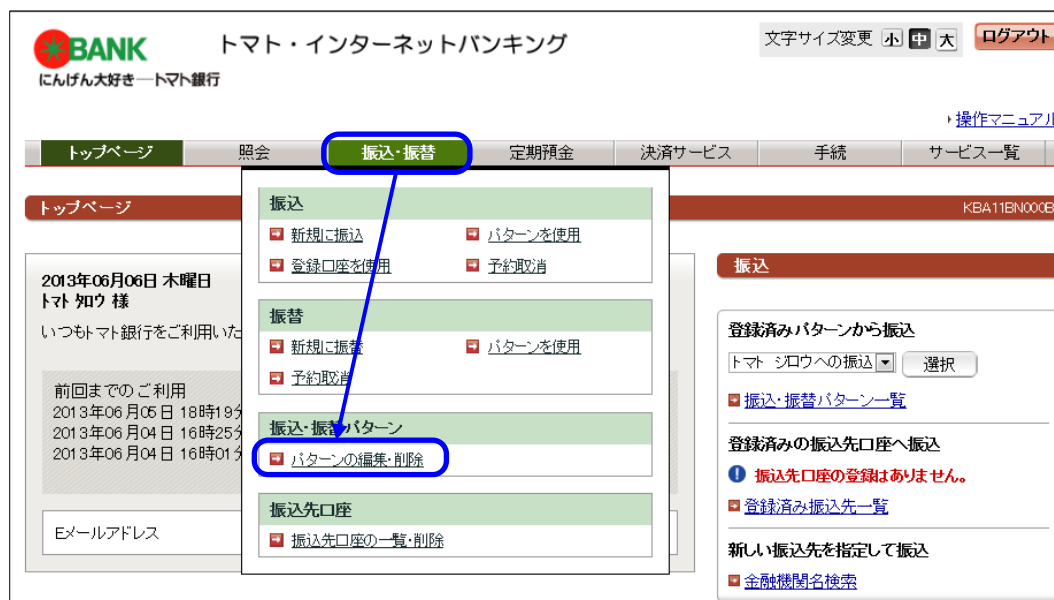 BANK
トマト・インターネットバンキング
文字サイズ変更 小 中 大
ログアウト
にんげん大好き―トマト銀行
操作マニュアル
トップページ 照会 振込・振替 定期預金 決済サービス 手続 サービス一覧
トップページ
KBA11BN000B
2013年06月06日 木曜日
トマト タロウ 様
いつもトマト銀行をご利用いた
前回までのご利用
2013年06月05日 18時19分
2013年06月04日 16時25分
2013年06月04日 16時01分
Eメールアドレス
振込
新規に振込 パターンを使用
登録口座を使用 予約取消
振替
新規に振替 パターンを使用
予約取消
振込・振替パターン
パターンの編集・削除
振込先口座
振込先口座の一覧・削除
振込
登録済みパターンから振込
トマト ジロウへの振込 選択
振込・振替パターン一覧
登録済みの振込先口座へ振込
振込先口座の登録はありません。
登録済み振込先一覧
新しい振込先を指定して振込
金融機関名検索